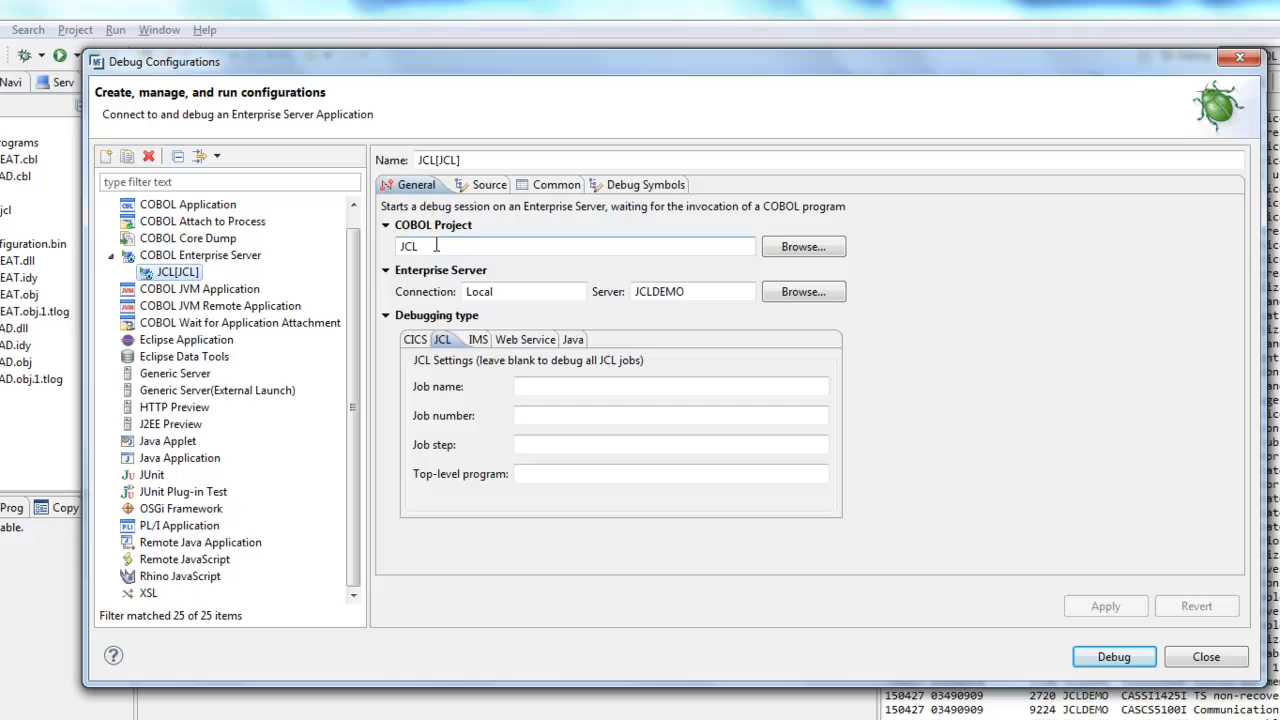 Search Project Run Window Help
Navi Serv
rograms
EAT.cbl
AD.cbl
jcl
figuration.bin
EAT.dll
EAT.idy
EAT.obj
EAT.obj.1.tlog
AD.dll
AD.idy
AD.obj
AD.obj.1.tlog
Prog Copy
able.
Debug Configurations
Create, manage, and run configurations
Connect to and debug an Enterprise Server Application
type filter text
COBOL Application
COBOL Attach to Process
COBOL Core Dump
COBOL Enterprise Server
JCL[JCL]
COBOL JVM Application
COBOL JVM Remote Application
COBOL Wait for Application Attachment
Eclipse Application
Eclipse Data Tools
Generic Server
Generic Server(External Launch)
HTTP Preview
J2EE Preview
Java Applet
Java Application
JUnit
JUnit Plug-in Test
OSGi Framework
PL/I Application
Remote Java Application
Remote JavaScript
Rhino JavaScript
XSL
Filter matched 25 of 25 items
Name: JCL[JCL]
General Source Common Debug Symbols
Starts a debug session on an Enterprise Server, waiting for the invocation of a COBOL program
COBOL Project
JCL Browse...
Enterprise Server
Connection: Local Server: JCLDEMO Browse...
Debugging type
CICS JCL IMS Web Service Java
JCL Settings (leave blank to debug all JCL jobs)
Job name:
Job number:
Job step:
Top-level program:
Apply Revert
Debug Close
150427 03490909 2720 JCLDEMO CASSI1425I TS non-recove
150427 03490909 9224 JCLDEMO CASCS5100I Communication